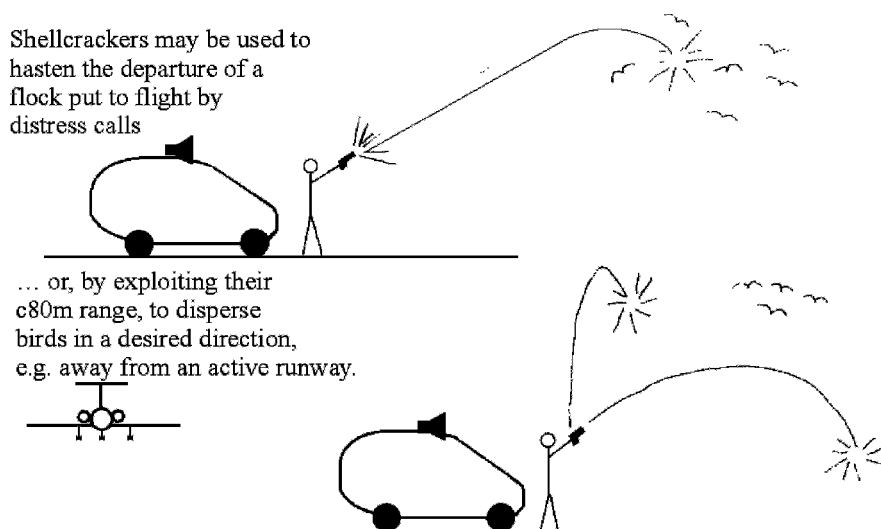 Shellcrackers may be used to
hasten the departure of a
flock put to flight by
distress calls
… or, by exploiting their
c80m range, to disperse
birds in a desired direction,
e.g. away from an active runway.